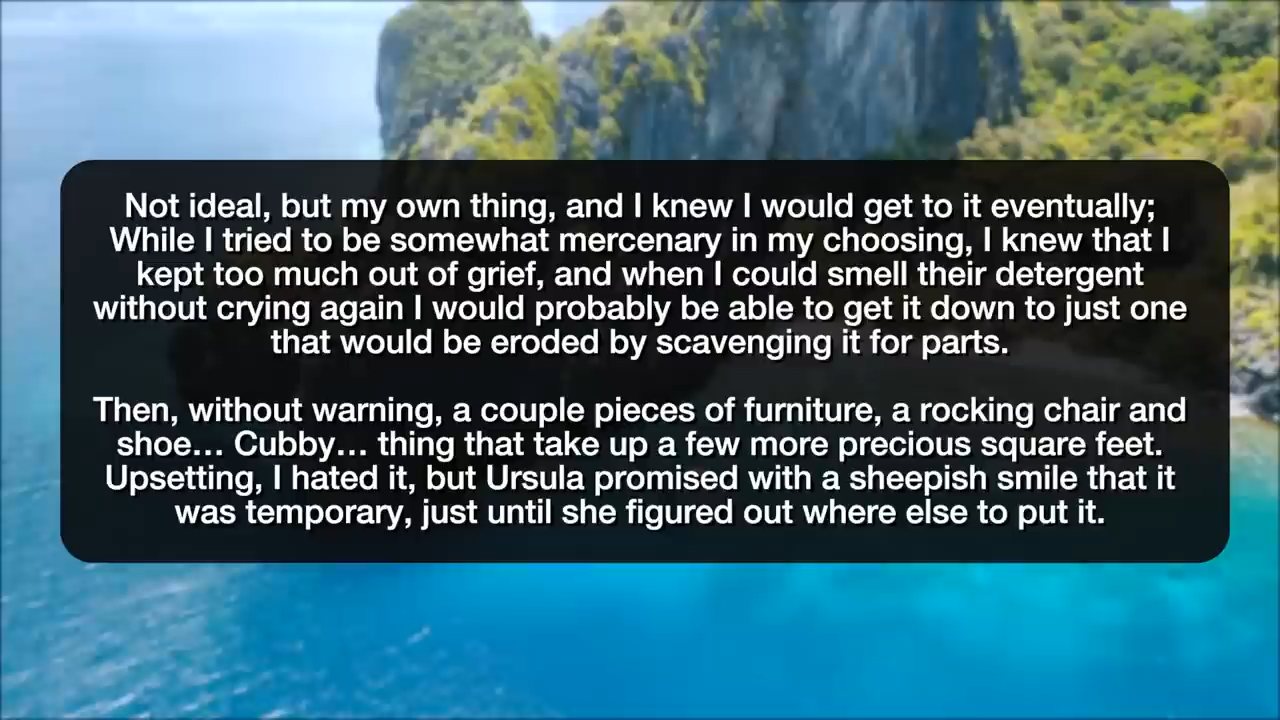 Not ideal, but my own thing, and I knew I would get to it eventually;
While I tried to be somewhat mercenary in my choosing, I knew that I
kept too much out of grief, and when I could smell their detergent
without crying again I would probably be able to get it down to just one
that would be eroded by scavenging it for parts.
Then, without warning, a couple pieces of furniture, a rocking chair and
shoe... Cubby... thing that take up a few more precious square feet.
Upsetting, I hated it, but Ursula promised with a sheepish smile that it
was temporary, just until she figured out where else to put it.